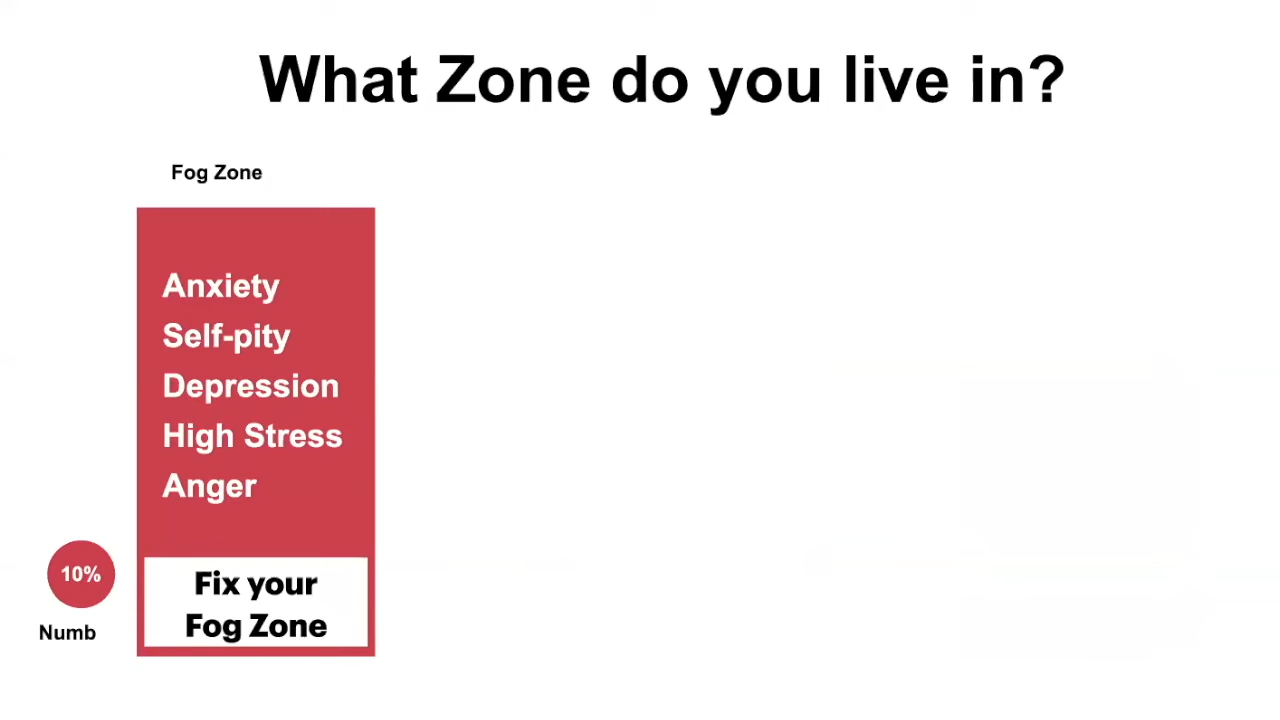 What Zone do you live in?
Fog Zone
Anxiety
Self-pity
Depression
High Stress
Anger
10%
Numb
Fix your
Fog Zone